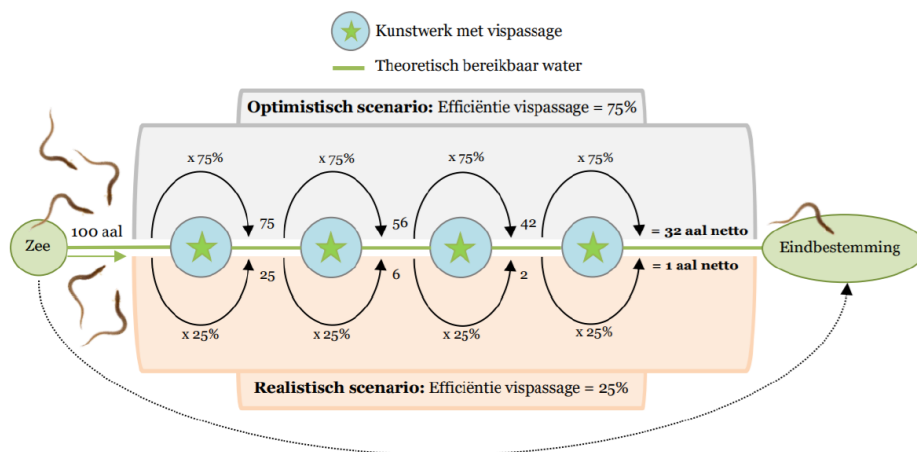 Kunstwerk met vispassage
Theoretisch bereikbaar water
Optimistisch scenario: Efficiëntie vispassage = 75%
x 75%
x 75%
x 75%
x 75%
100 aal
75
56
42
= 32 aal netto
Zee
Eindbestemming
25
6
2
= 1 aal netto
x 25%
x 25%
x 25%
x 25%
Realistisch scenario: Efficiëntie vispassage = 25%